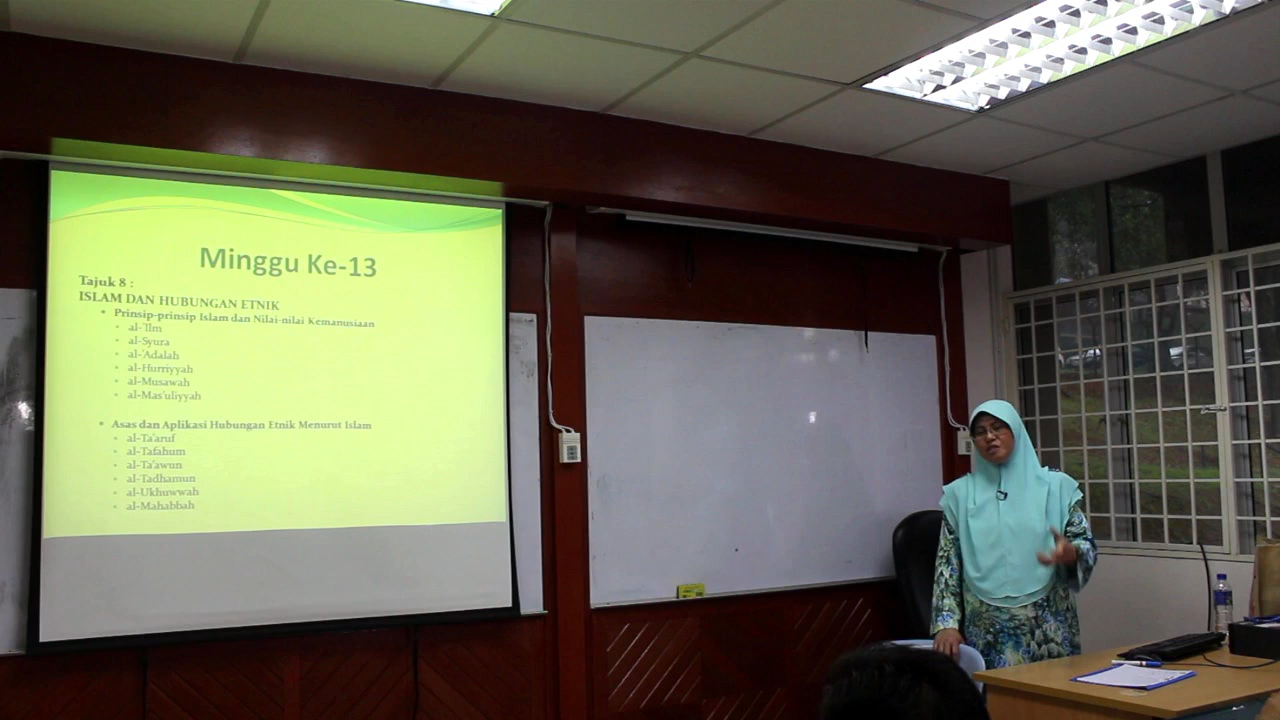 Minggu Ke-13
Tajuk 8 :
ISLAM DAN HUBUNGAN ETNIK
• Prinsip-prinsip Islam dan Nilai-nilai Kemanusiaan
• al-'Ilm
• al-Syura
• al-'Adalah
• al-Hurriyyah
• al-Musawah
• al-Mas'uliyyah
• Asas dan Aplikasi Hubungan Etnik Menurut Islam
• al-Ta'aruf
• al-Tafahum
• al-Ta'awun
• al-Tadhamun
• al-Ukhuwwah
• al-Mahabbah